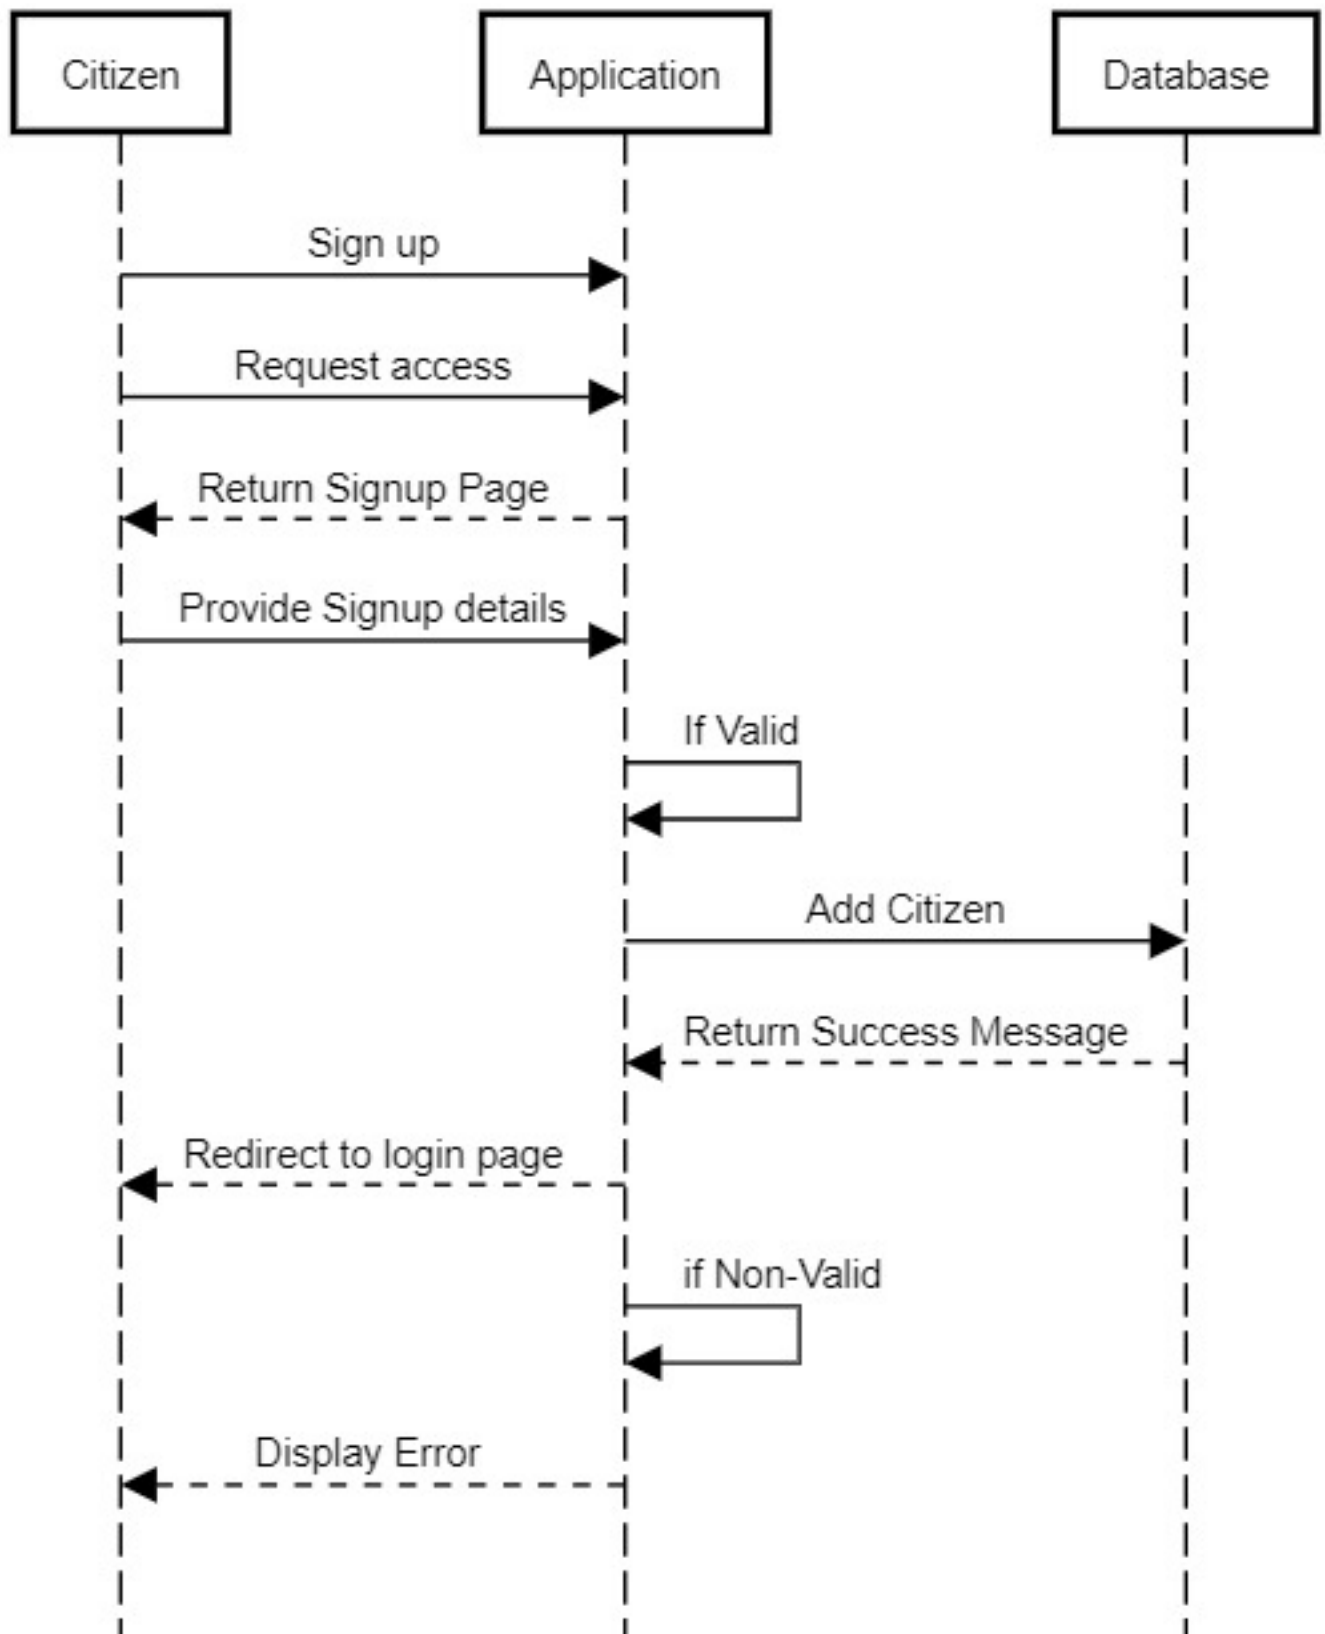 Citizen
Application
Database
Sign up
Request access
Return Signup Page
Provide Signup details
If Valid
Add Citizen
Return Success Message
Redirect to login page
if Non-Valid
Display Error